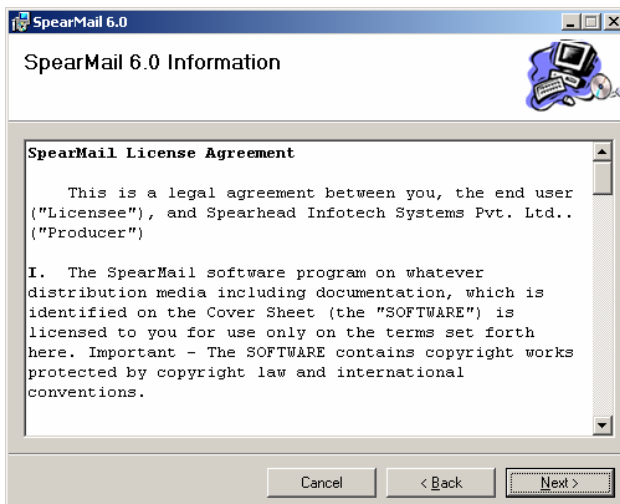 SpearMail 6.0
SpearMail 6.0 Information
SpearMail License Agreement
This is a legal agreement between you, the end user
("Licensee"), and Spearhead Infotech Systems Pvt. Ltd..
("Producer")
I. The SpearMail software program on whatever
distribution media including documentation, which is
identified on the Cover Sheet (the "SOFTWARE") is
licensed to you for use only on the terms set forth
here. Important - The SOFTWARE contains copyright works
protected by copyright law and international
conventions.
Cancel
< Back
Next >